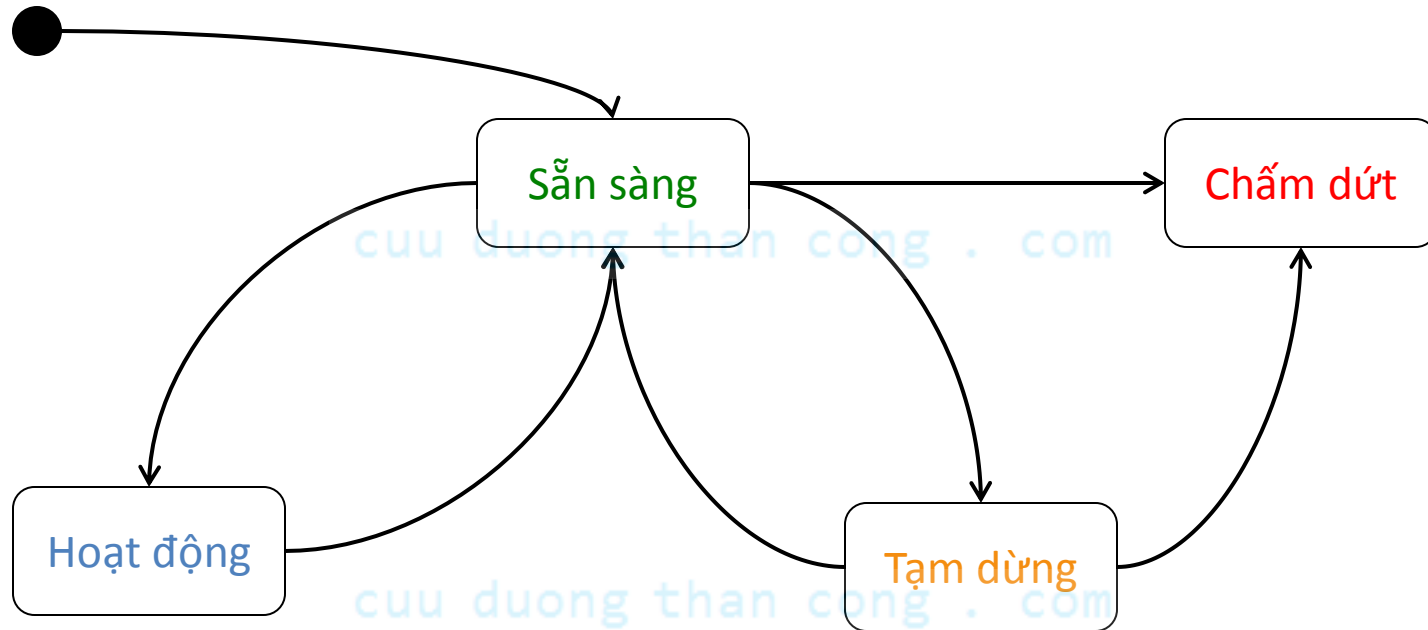 Sẵn sàng
Chấm dứt
cuu duong than cong . com
Hoạt động
Tạm dừng
cuu duong than cong . com